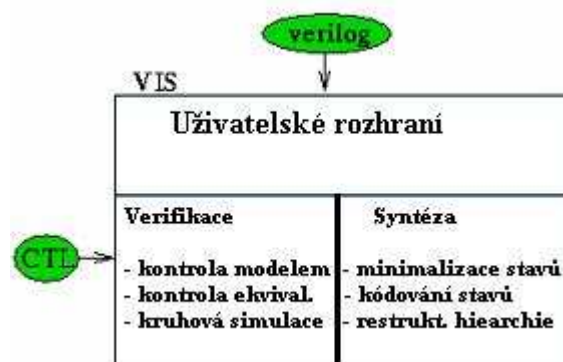 verilog
VIS
Uživatelské rozhraní
CTL
Verifikace
- kontrola modelem
- kontrola ekvival.
- kruhová simulace
Syntéza
- minimalizace stavů
- kódování stavů
- restrukt. hiearchie